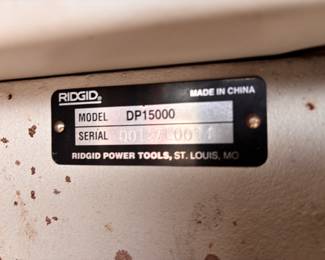 RIDGID®
MADE IN CHINA
MODEL DP15000
SERIAL
RIDGID POWER TOOLS, ST. LOUIS, MO